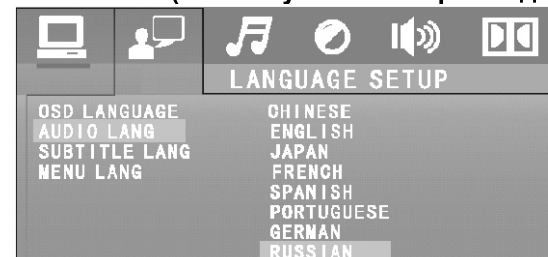 LANGUAGE SETUP
OSD LANGUAGE
AUDIO LANG
SUBTITLE LANG
MENU LANG
CHINESE
ENGLISH
JAPAN
FRENCH
SPANISH
PORTUGUESE
GERMAN
RUSSIAN